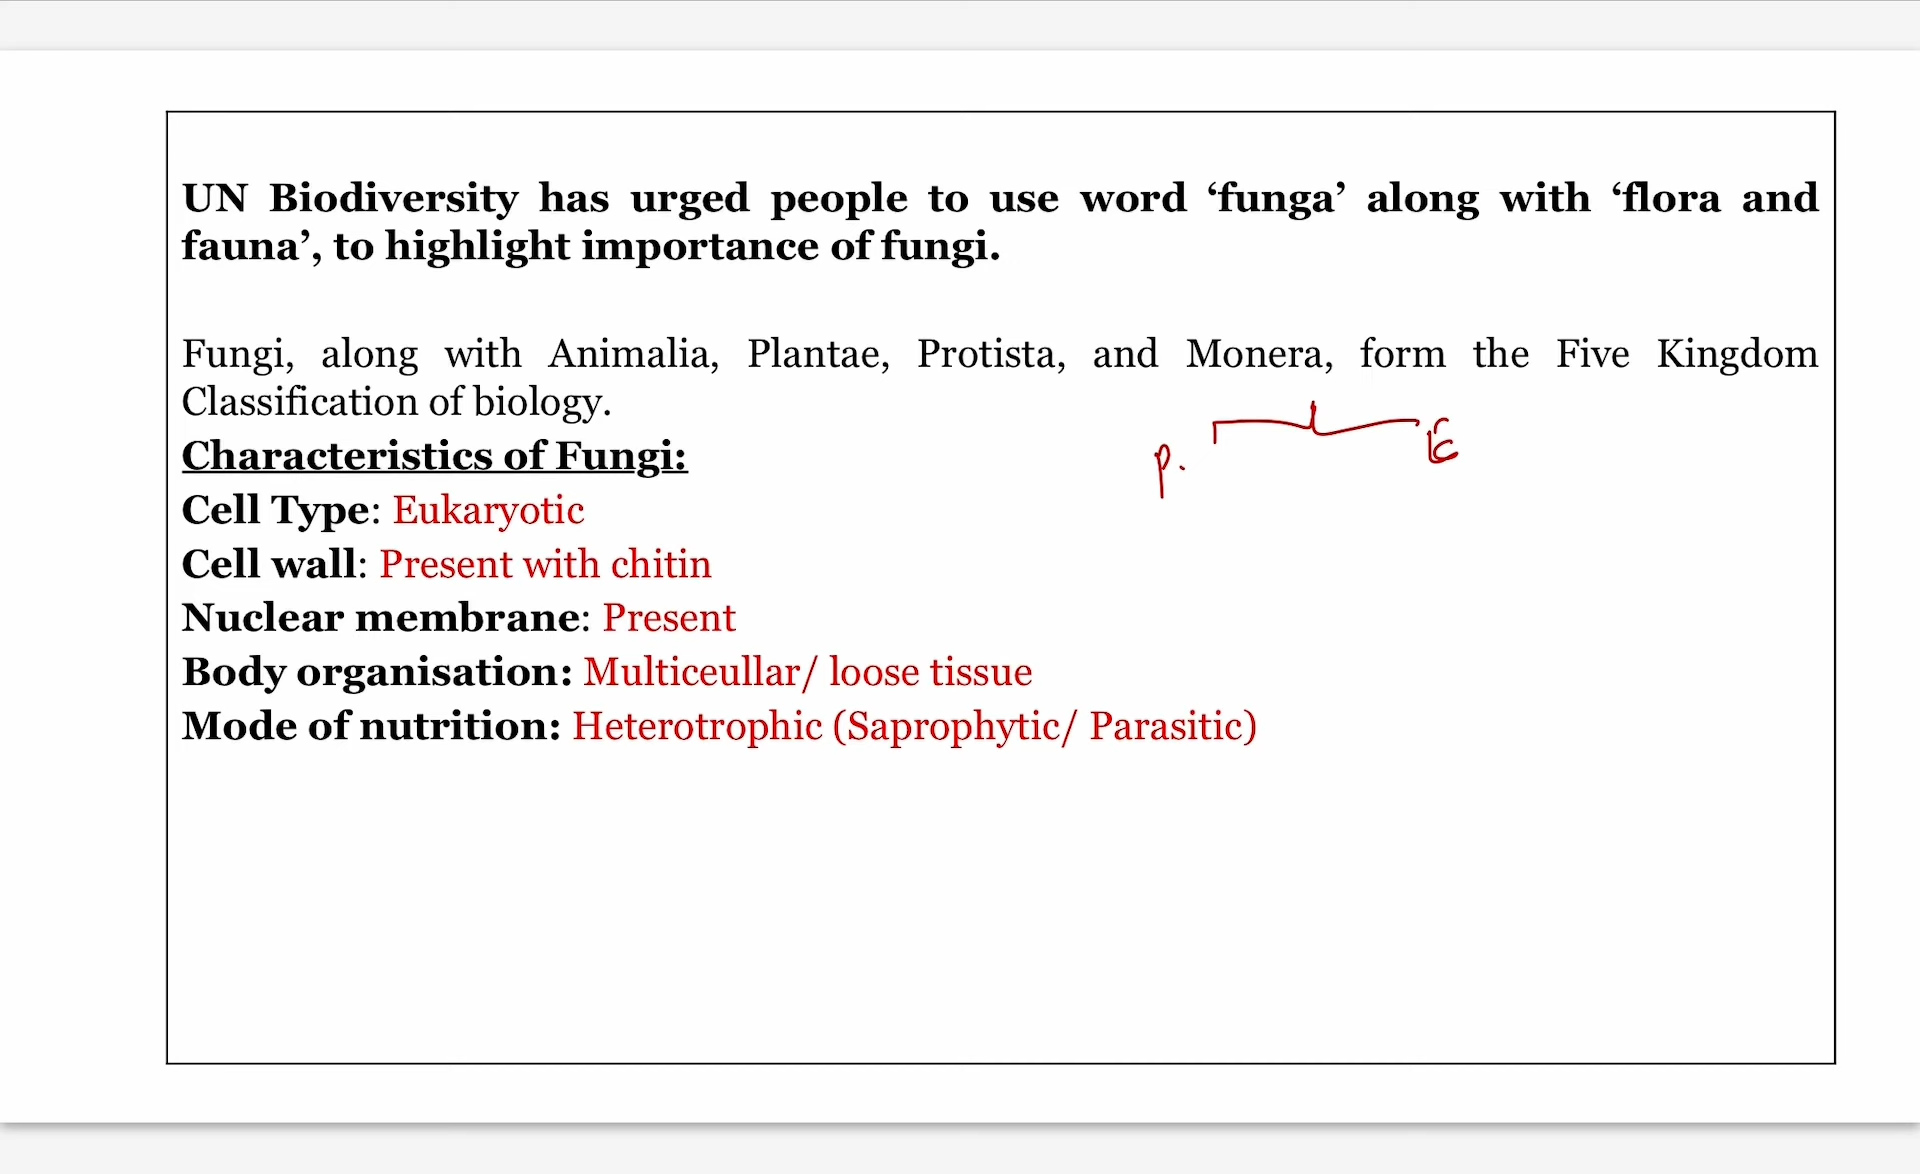 UN Biodiversity has urged people to use word ‘funga’ along with ‘flora and
fauna’, to highlight importance of fungi.
Fungi, along with Animalia, Plantae, Protista, and Monera, form the Five Kingdom
Classification of biology.
P. E
Characteristics of Fungi:
Cell Type: Eukaryotic
Cell wall: Present with chitin
Nuclear membrane: Present
Body organisation: Multiceullar/ loose tissue
Mode of nutrition: Heterotrophic (Saprophytic/ Parasitic)